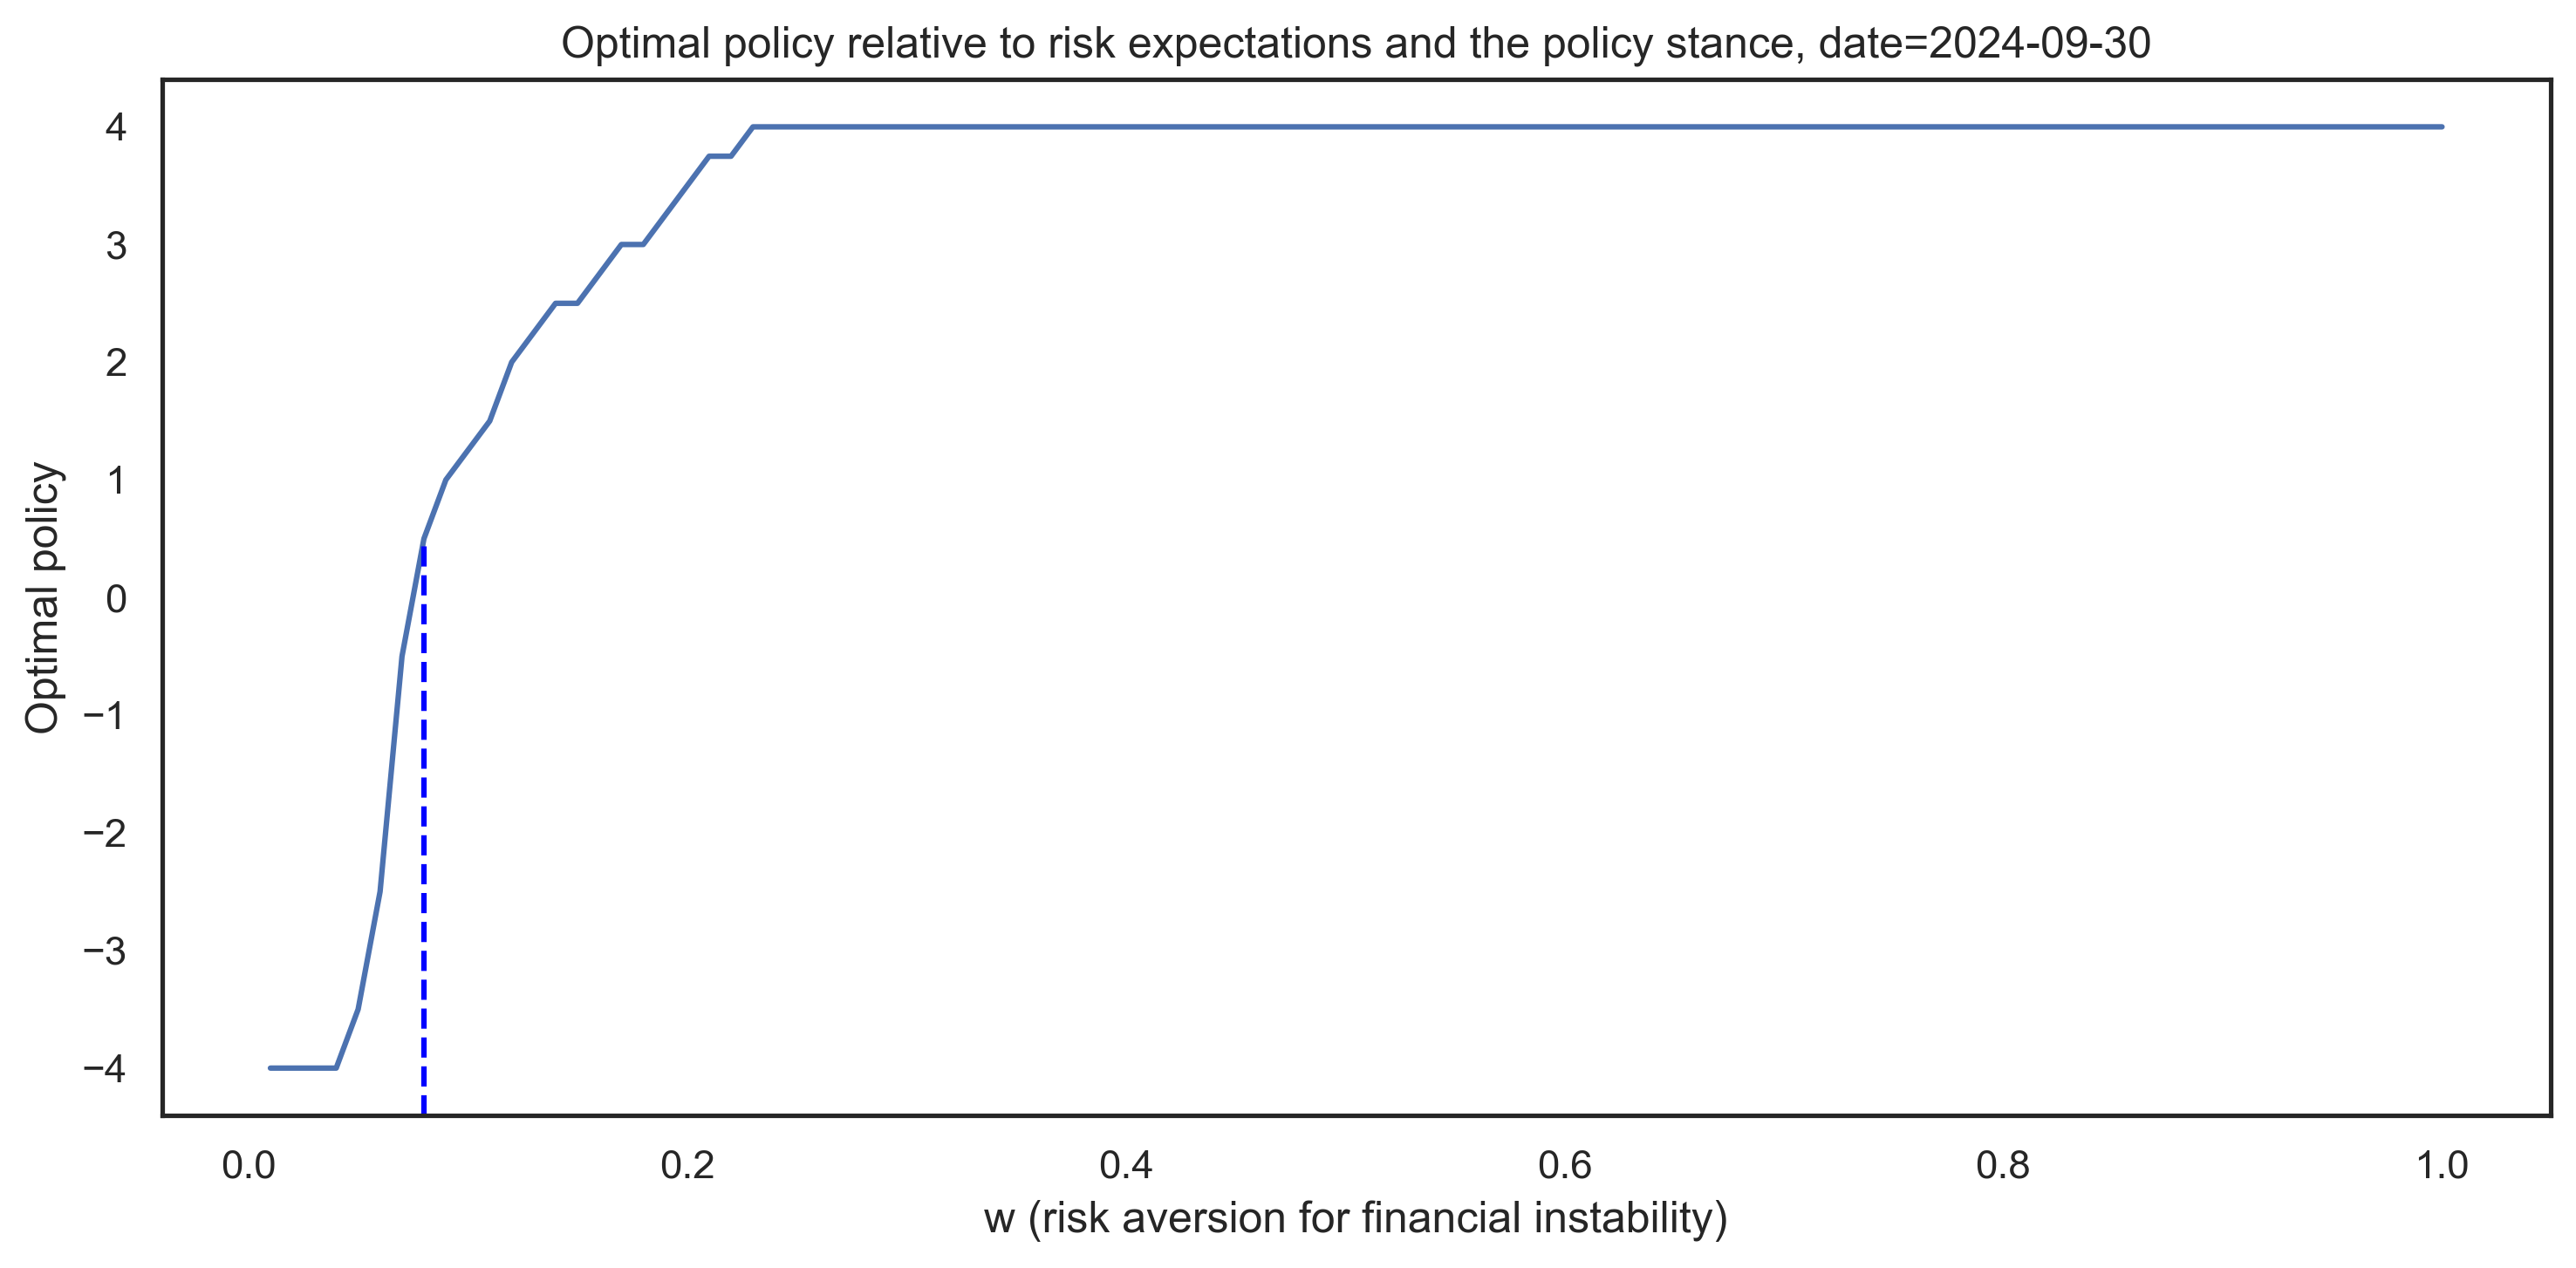 Optimal policy relative to risk expectations and the policy stance, date=2024-09-30
Optimal policy
4
3
2
1
0
−1
−2
−3
−4
0.0 0.2 0.4 0.6 0.8 1.0
w (risk aversion for financial instability)